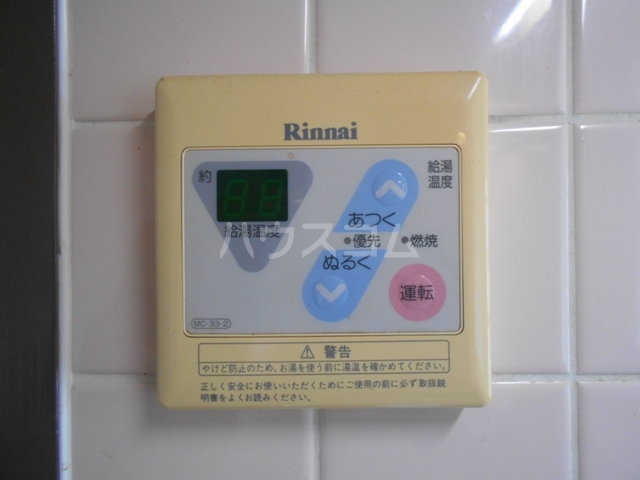 Rinnai
約
88
給湯温度
給湯
温度
あつく
優先
燃焼
ぬるく
運転
MC-33-2
ハウスコム
⚠ 警告
やけど防止のため、お湯を使う前に湯温を確かめてください。
正しく安全にお使いいただくためにご使用の前に必ず取扱説
明書をよくお読みください。